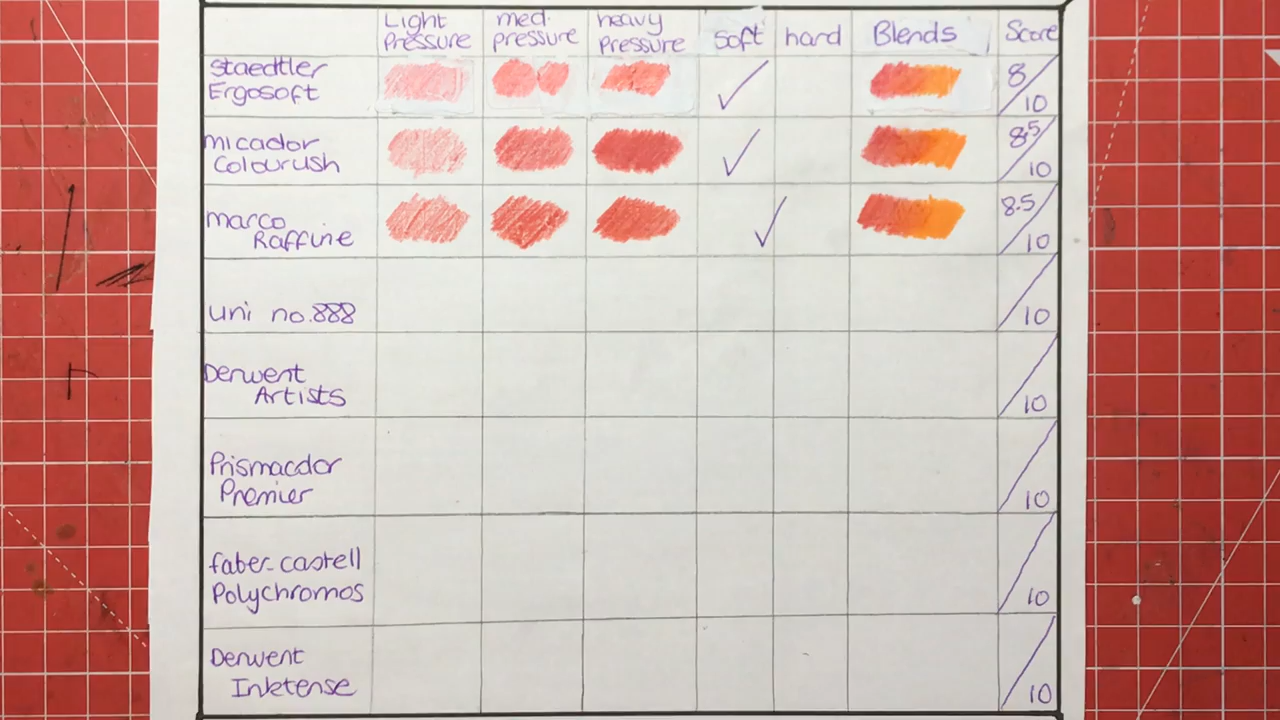 Light Pressure med. pressure heavy Pressure soft hard Blends Score
Staedtler Ergosoft 8/10
micador Colourush 8.5/10
marco Raffine 8.5/10
uni no.888 /10
Derwent Artists /10
Prismacolor Premier /10
faber-castell Polychromos /10
Derwent Inktense /10